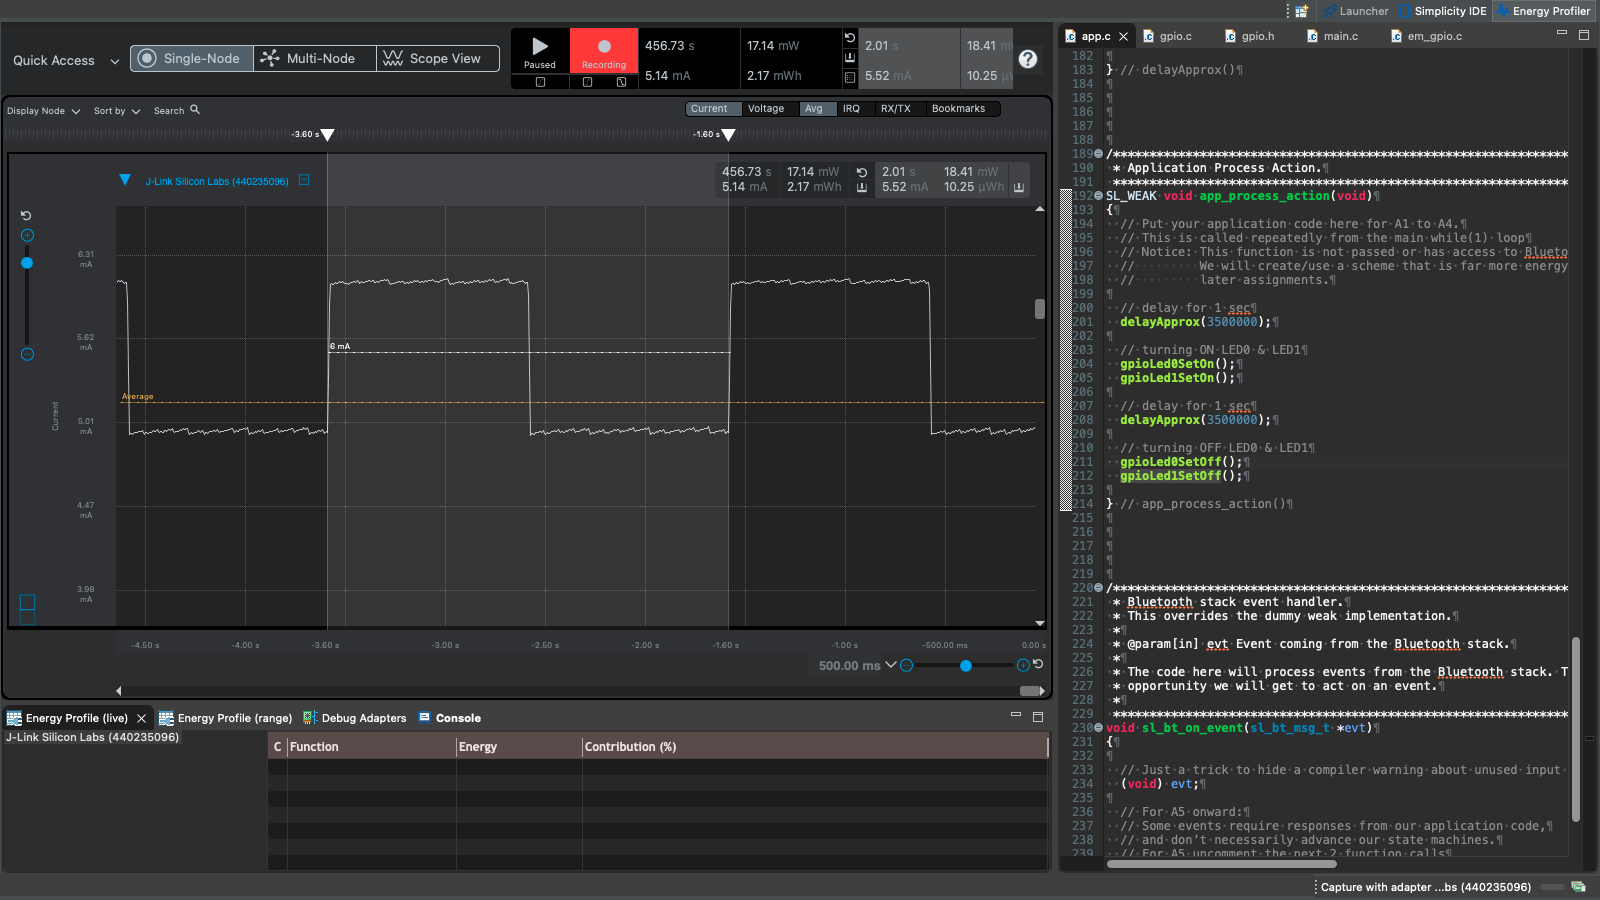 Launcher Simplicity IDE Energy Profiler
Quick Access Single-Node Multi-Node Scope View
Paused Recording
456.73 s 17.14 mW 2.01 s 18.41 m
5.14 mA 2.17 mWh 5.52 mA 10.25 µ
Display Node Sort by Search Current Voltage Avg IRQ RX/TX Bookmarks
-3.60 s -1.60 s
J-Link Silicon Labs (440235096)
456.73 s 17.14 mW 2.01 s 18.41 mW
5.14 mA 2.17 mWh 5.52 mA 10.25 µWh
6.31 mA
5.62 mA
6 mA
Average
5.01 mA
Current
4.47 mA
3.98 mA
-4.50 s -4.00 s -3.60 s -3.00 s -2.50 s -2.00 s -1.60 s -1.00 s -500.00 ms 0.00 s
500.00 ms
Energy Profile (live) Energy Profile (range) Debug Adapters Console
J-Link Silicon Labs (440235096)
C Function Energy Contribution (%)
app.c gpio.c gpio.h main.c em_gpio.c
182 ¶
183 } // delayApprox()¶
184 ¶
185 ¶
186 ¶
187 ¶
188 ¶
189 /****************************************************************
190 * Application Process Action.¶
191 ****************************************************************
192 SL_WEAK void app_process_action(void)¶
193 {¶
194 // Put your application code here for A1 to A4.¶
195 // This is called repeatedly from the main while(1) loop
196 // Notice: This function is not passed or has access to Blueto
197 // We will create/use a scheme that is far more energy
198 // later assignments.¶
199 ¶
200 // delay for 1 sec¶
201 delayApprox(3500000);¶
202 ¶
203 // turning ON LED0 & LED1¶
204 gpioLed0SetOn();¶
205 gpioLed1SetOn();¶
206 ¶
207 // delay for 1 sec¶
208 delayApprox(3500000);¶
209 ¶
210 // turning OFF LED0 & LED1¶
211 gpioLed0SetOff();¶
212 gpioLed1SetOff();¶
213 ¶
214 } // app_process_action()¶
215 ¶
216 ¶
217 ¶
218 ¶
219 ¶
220 /****************************************************************
221 * Bluetooth stack event handler.¶
222 * This overrides the dummy weak implementation.¶
223 *¶
224 * @param[in] evt Event coming from the Bluetooth stack.¶
225 *¶
226 * The code here will process events from the Bluetooth stack. T
227 * opportunity we will get to act on an event.¶
228 *¶
229 ****************************************************************
230 void sl_bt_on_event(sl_bt_msg_t *evt)¶
231 {¶
232 ¶
233 // Just a trick to hide a compiler warning about unused input
234 (void) evt;¶
235 ¶
236 // For A5 onward:¶
237 // Some events require responses from our application code,¶
238 // and don't necessarily advance our state machines.¶
239 // For A5 uncomment the next 2 function calls¶
Capture with adapter ...bs (440235096)